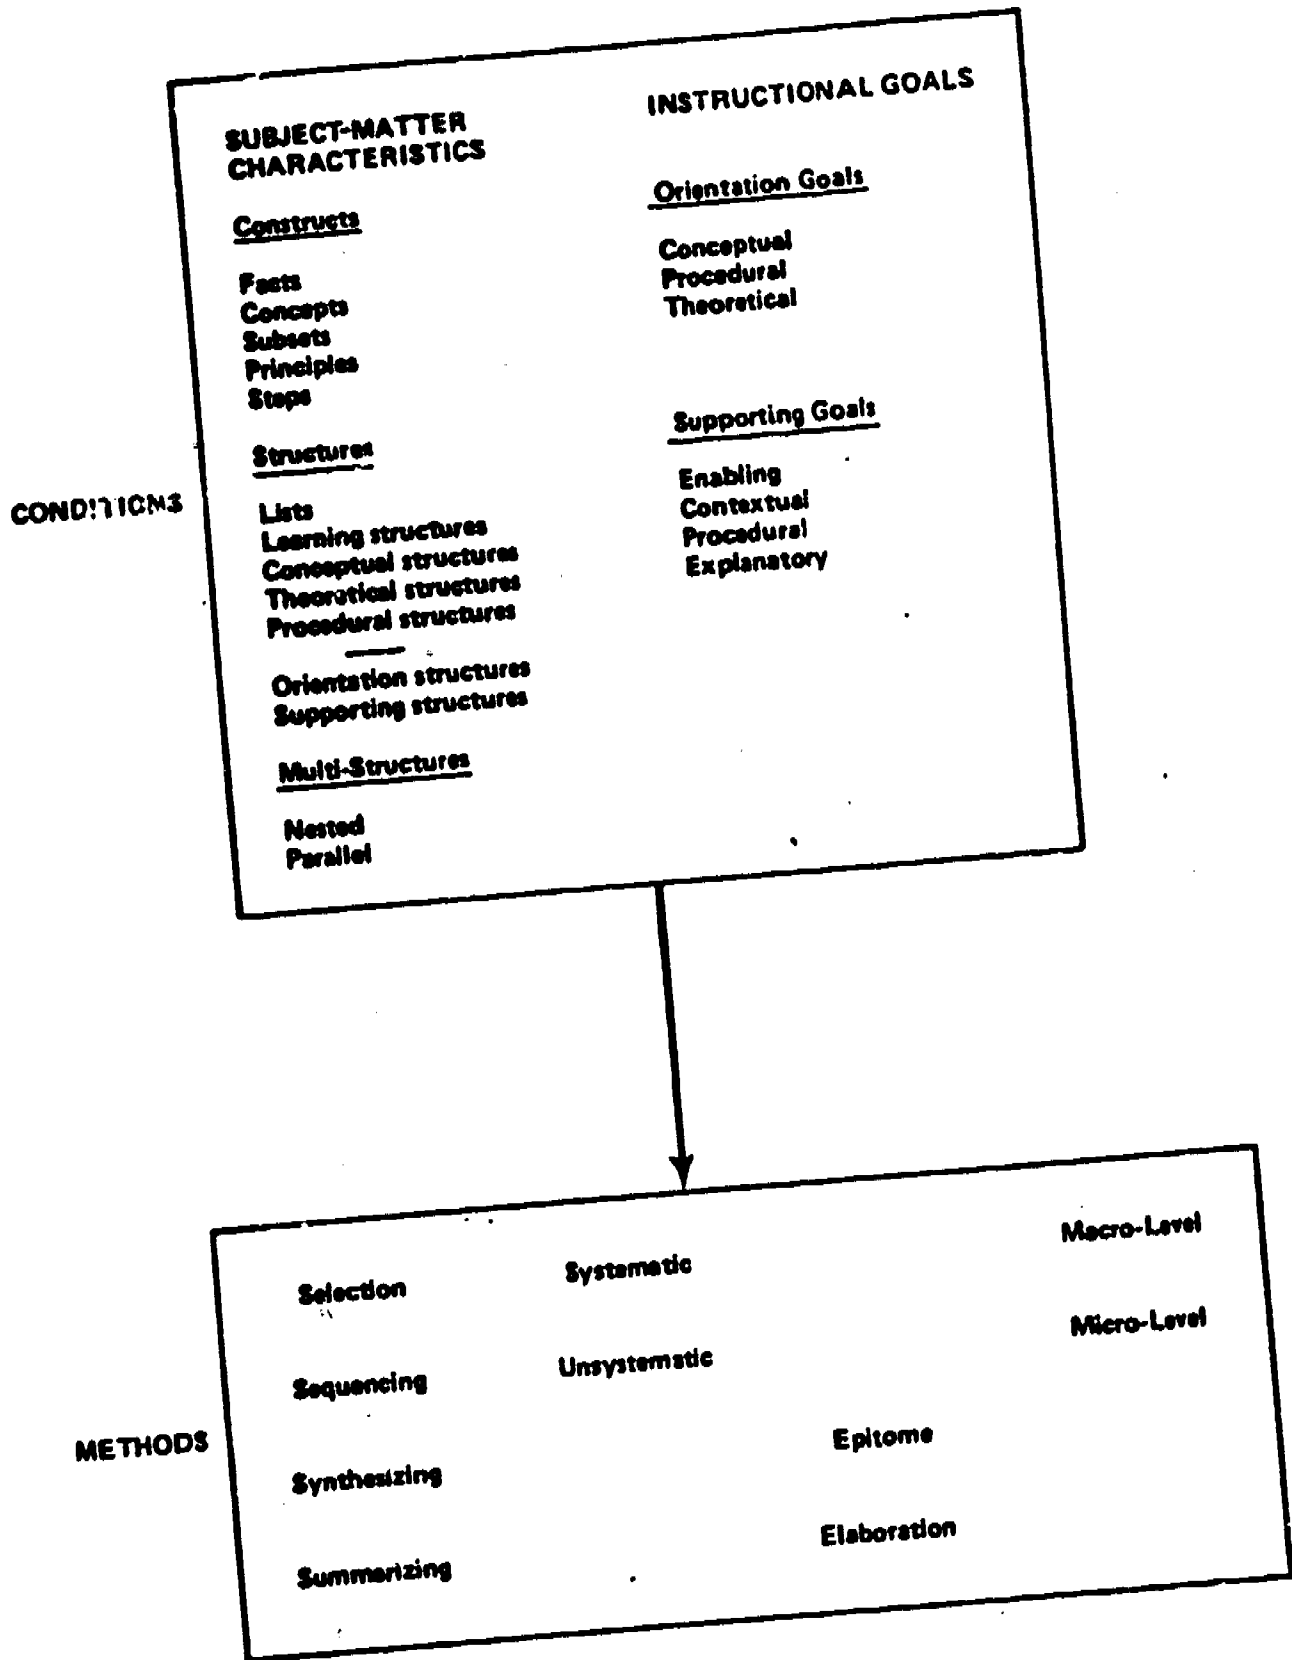 SUBJECT-MATTER
CHARACTERISTICS
Constructs
Facts
Concepts
Subsets
Principles
Steps
Structures
Lists
Learning structures
Conceptual structures
Theoretical structures
Procedural structures
Orientation structures
Supporting structures
Multi-Structures
Nested
Parallel
INSTRUCTIONAL GOALS
Orientation Goals
Conceptual
Procedural
Theoretical
Supporting Goals
Enabling
Contextual
Procedural
Explanatory
CONDITIONS
METHODS
Selection
Sequencing
Synthesizing
Summarizing
Systematic
Unsystematic
Epitome
Elaboration
Macro-Level
Micro-Level